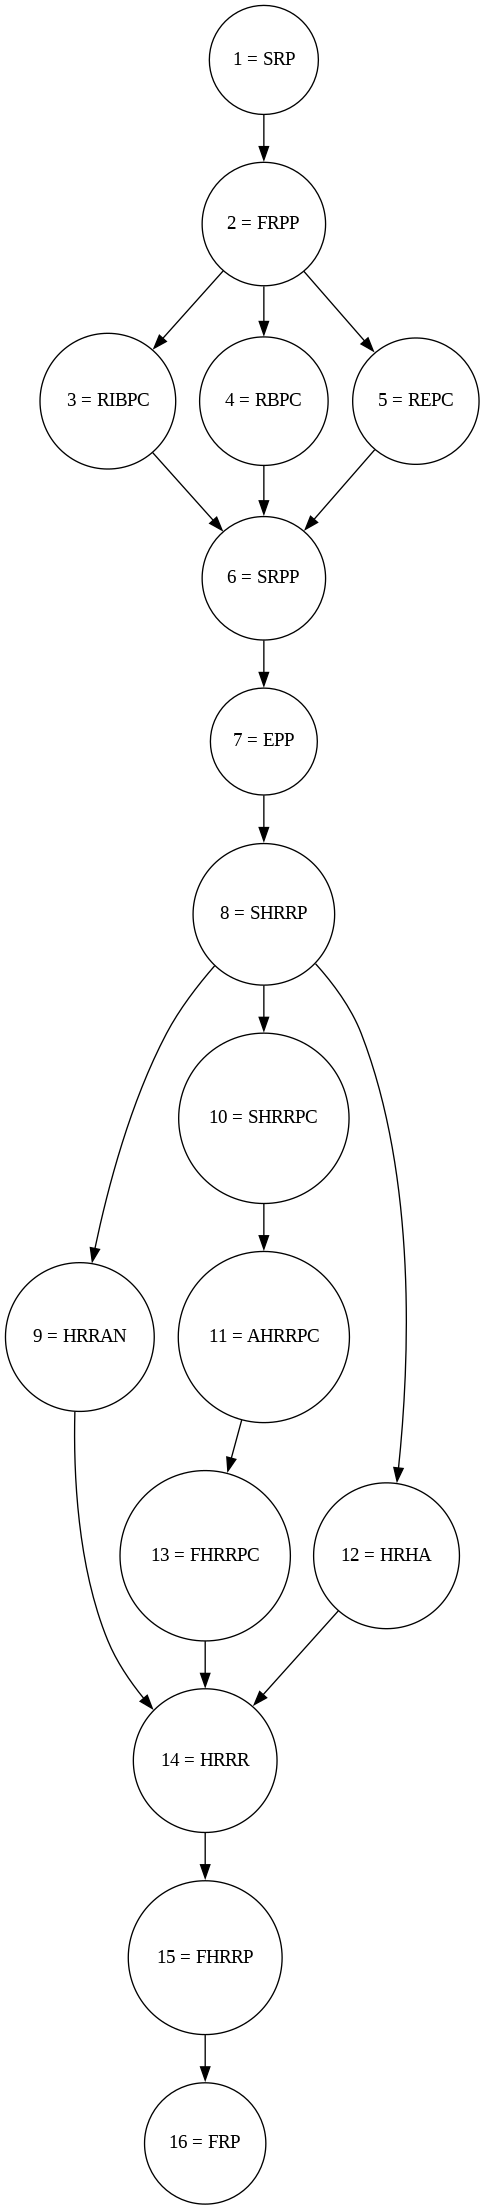 1 = SRP
2 = FRPP
3 = RIBPC
4 = RBPC
5 = REPC
6 = SRPP
7 = EPP
8 = SHRRP
10 = SHRRPC
9 = HRRAN
11 = AHRRPC
13 = FHRRPC
12 = HRHA
14 = HRRR
15 = FHRRP
16 = FRP